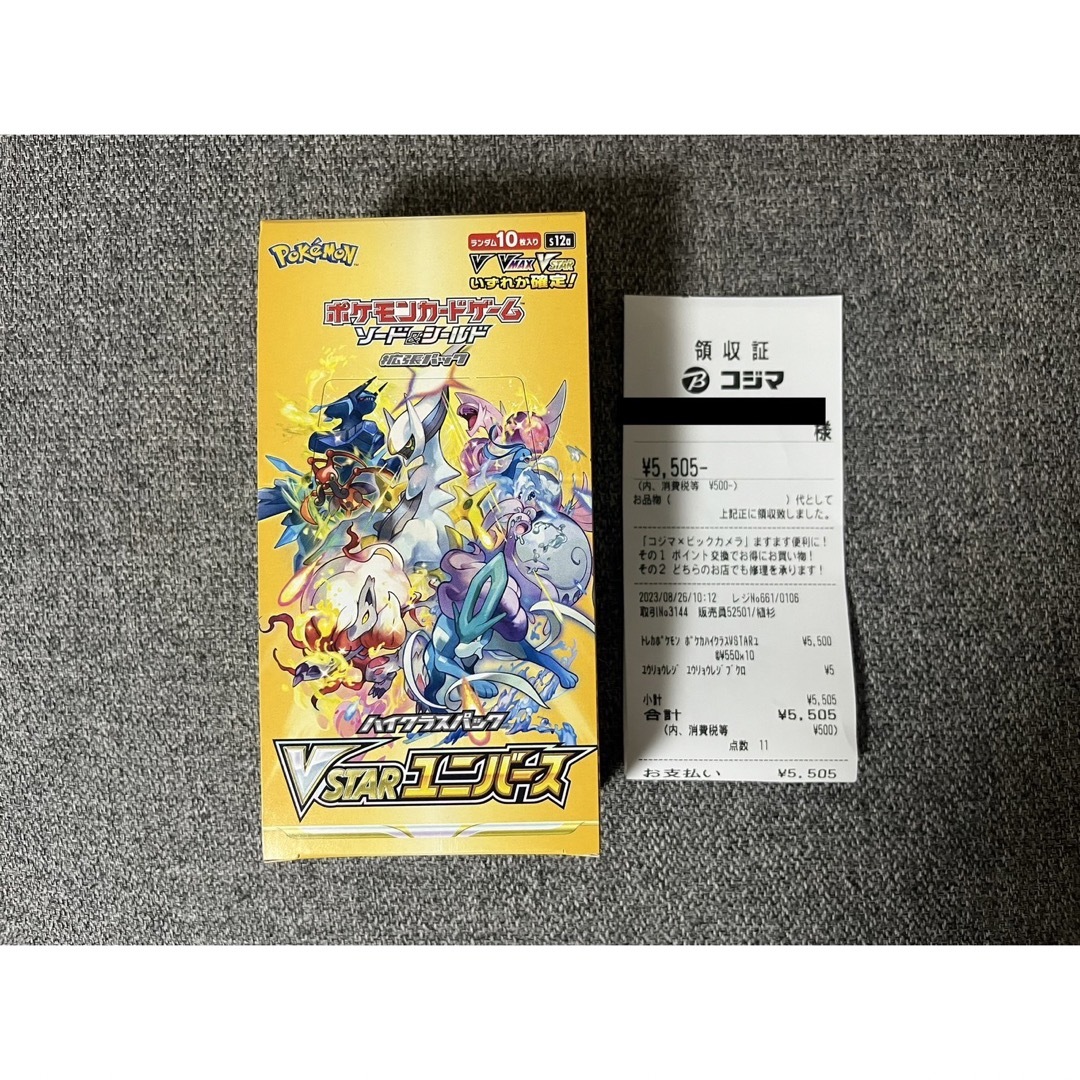 POKéMON
ランダム10枚入り S12a
V VMAX VSTAR
いずれか確定!
ポケモンカードゲーム
ソード&シールド
拡張パック
ハイクラスパック
VSTARユニバース
領収証
B コジマ
様
¥5,505-
(内、消費税等 ¥500-)
お品物( )代として
上記正に領収致しました。
「コジマ×ビックカメラ」ますます便利に!
その1 ポイント交換でお得にお買い物!
その2 どちらのお店でも修理を承ります!
2023/08/26/10:12 レジNo661/0106
取引No3144 販売員52501/植杉
トレカポケモン ポケカハイクラスVSTARユ ¥5,500
@¥550×10
ユウリョウレジ ユウリョウレジブクロ ¥5
小計 ¥5,505
合計 ¥5,505
(内、消費税等 ¥500)
点数 11
お支払い ¥5,505